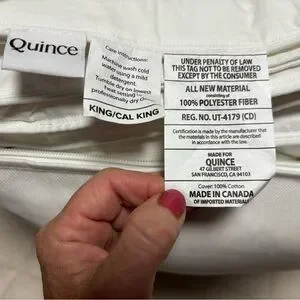 Quince
Care Instructions:
Machine wash cold
water using a mild
detergent.
Tumble dry on lowest
heat setting
professionally dry
KING/CAL KING
UNDER PENALTY OF LAW
THIS TAG NOT TO BE REMOVED
EXCEPT BY THE CONSUMER
ALL NEW MATERIAL
consisting of
100% POLYESTER FIBER
REG. NO. UT-4179 (CD)
Certification is made by the manufacturer that
the materials in this article are described
in accordance with the law.
MADE FOR
QUINCE
47 GILBERT STREET
SAN FRANCISCO, CA 94103
Cover: 100% Cotton
MADE IN CANADA
OF IMPORTED MATERIALS